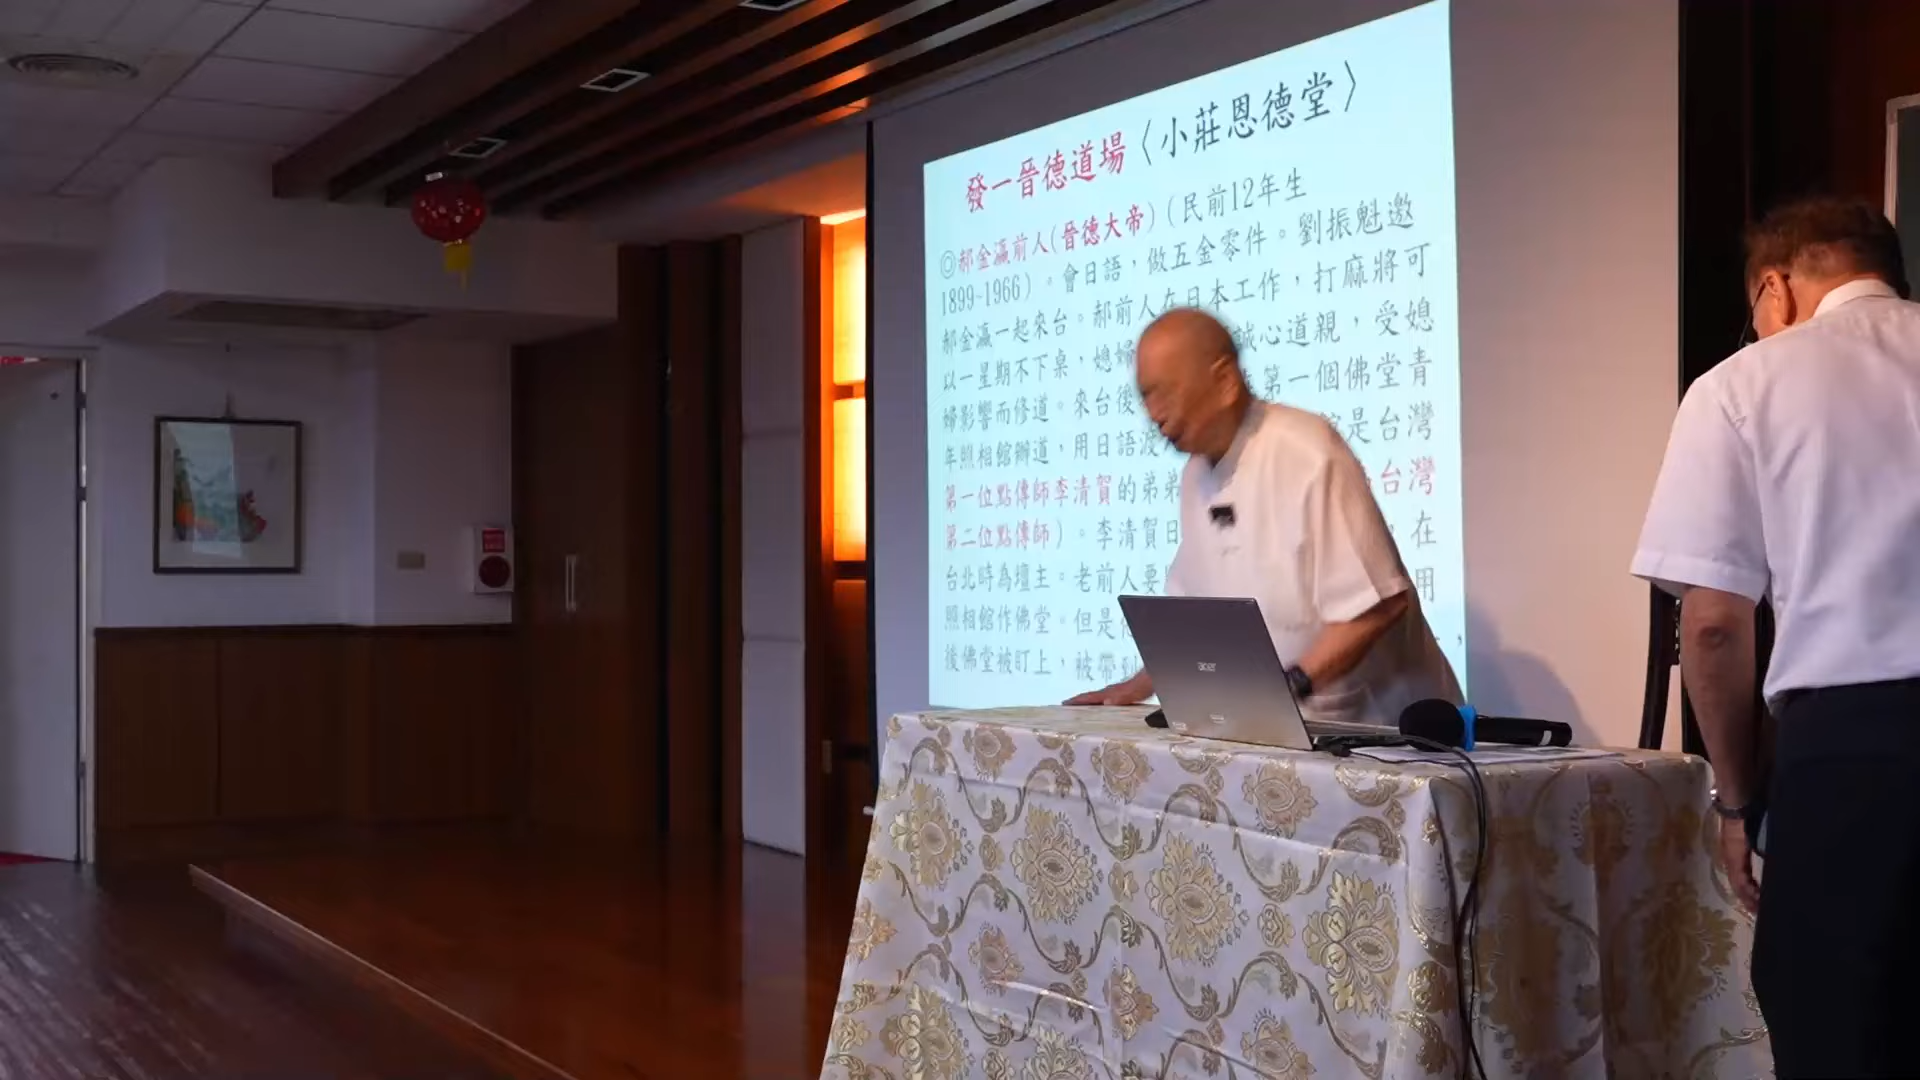 發一晉德道場〈小莊恩德堂〉
◎郝金瀛前人(晉德大帝)(民前12年生
1899~1966)。會日語,做五金零件。劉振魁邀
郝金瀛一起來台。郝前人在日本工作,打麻將可
以一星期不下桌,媳婦 誠心道親,受媳
婦影響而修道。來台後 第一個佛堂青
年照相館辦道,用日語渡 是台灣
第一位點傳師李清賀的弟弟 台灣
第二位點傳師)。李清賀日 在
台北時為壇主。老前人要 用
照相館作佛堂。但是 ,
後佛堂被盯上,被帶到
acer